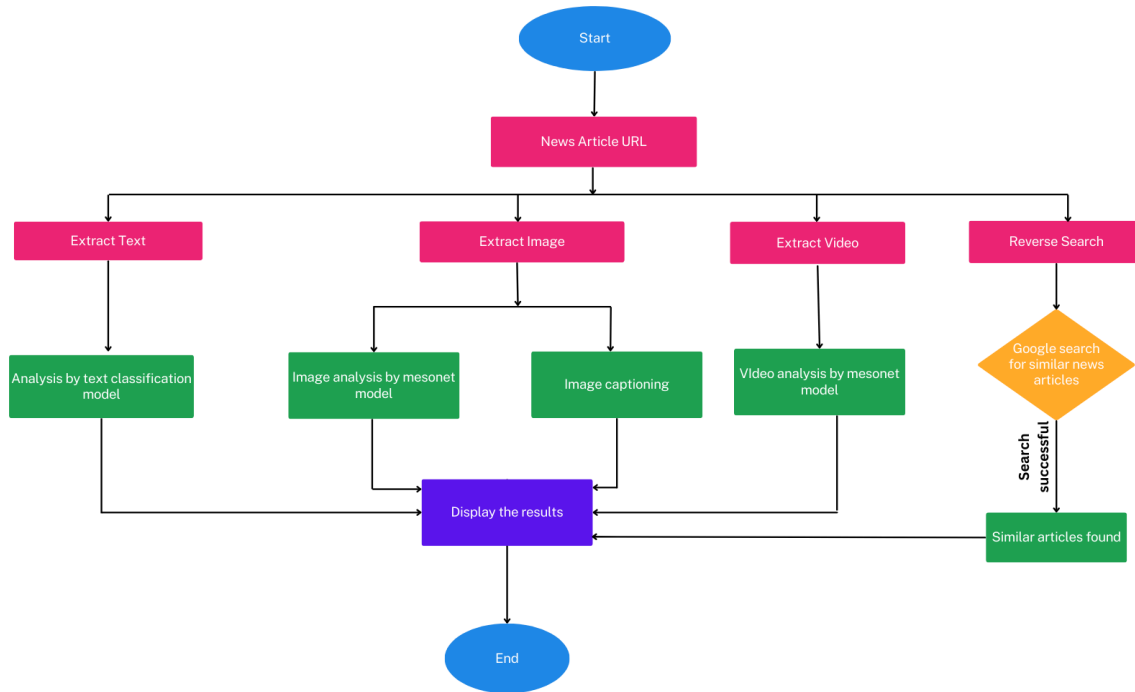 Start
News Article URL
Extract Text
Extract Image
Extract Video
Reverse Search
Analysis by text classification
model
Image analysis by mesonet
model
Image captioning
VIdeo analysis by mesonet
model
Google search
for similar news
articles
Search
successful
Display the results
Similar articles found
End